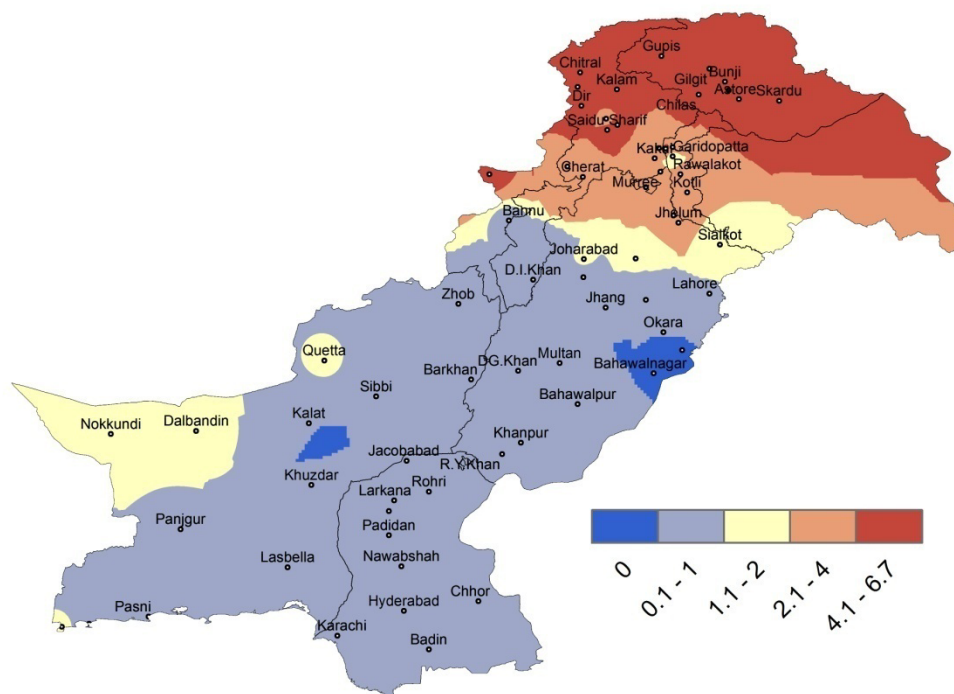 Gupis
Chitral
Bunji
Kalam
Gilgit
Astore
Skardu
Dir
Chilas
Saidu Sharif
Garidopatta
Kakul
Rawalakot
Cherat
Murree
Kotli
Bannu
Jhelum
Sialkot
Joharabad
D.I.Khan
Lahore
Zhob
Jhang
Okara
Quetta
Multan
DG.Khan
Bahawalnagar
Barkhan
Sibbi
Bahawalpur
Kalat
Nokkundi
Dalbandin
Khanpur
Jacobabad
R.Y.Khan
Khuzdar
Rohri
Larkana
Panjgur
Padidan
Lasbella
Nawabshah
Chhor
Pasni
Hyderabad
Karachi
Badin
0
0.1 - 1
1.1 - 2
2.1 - 4
4.1 - 6.7